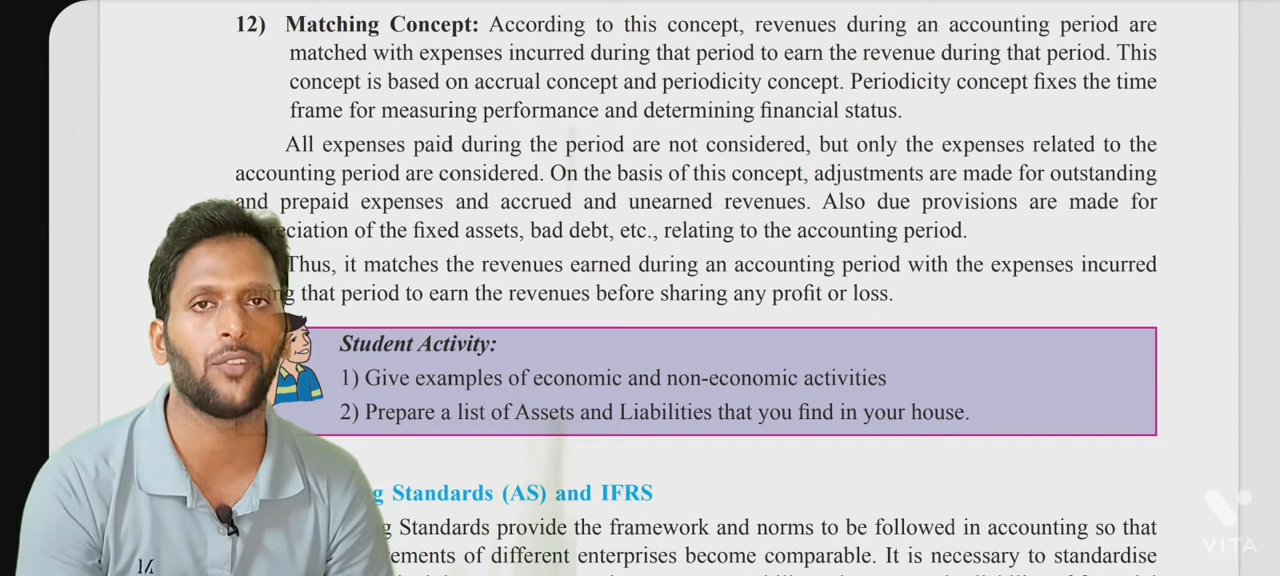 12) Matching Concept: According to this concept, revenues during an accounting period are
matched with expenses incurred during that period to earn the revenue during that period. This
concept is based on accrual concept and periodicity concept. Periodicity concept fixes the time
frame for measuring performance and determining financial status.
All expenses paid during the period are not considered, but only the expenses related to the
accounting period are considered. On the basis of this concept, adjustments are made for outstanding
and prepaid expenses and accrued and unearned revenues. Also due provisions are made for
of the fixed assets, bad debt, etc., relating to the accounting period.
Thus, it matches the revenues earned during an accounting period with the expenses incurred
that period to earn the revenues before sharing any profit or loss.
Student Activity:
1) Give examples of economic and non-economic activities
2) Prepare a list of Assets and Liabilities that you find in your house.
Standards (AS) and IFRS
Standards provide the framework and norms to be followed in accounting so that
of different enterprises become comparable. It is necessary to standardise
VITA